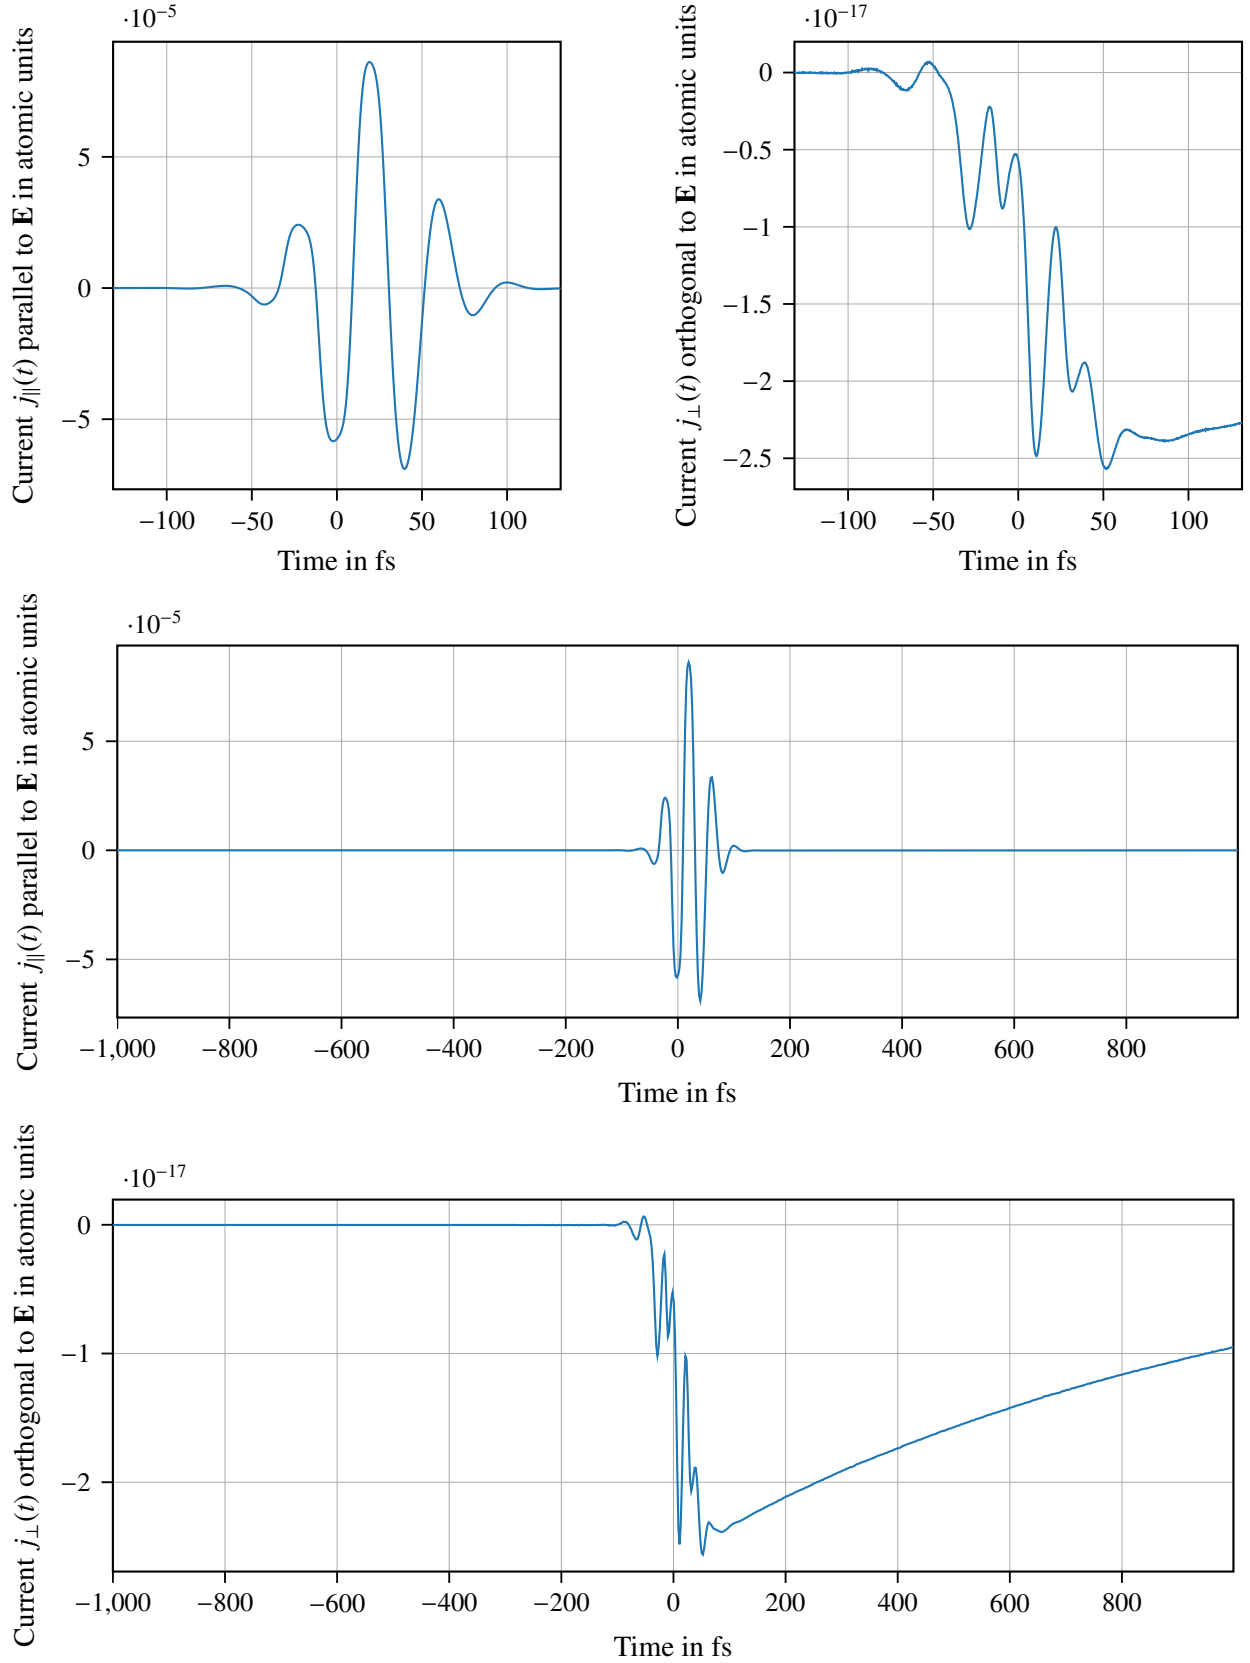 ·10⁻⁵
Current j∥(t) parallel to E in atomic units
5
0
−5
−100 −50 0 50 100
Time in fs
·10⁻¹⁷
Current j⊥(t) orthogonal to E in atomic units
0
−0.5
−1
−1.5
−2
−2.5
−100 −50 0 50 100
Time in fs
·10⁻⁵
Current j∥(t) parallel to E in atomic units
5
0
−5
−1,000 −800 −600 −400 −200 0 200 400 600 800
Time in fs
·10⁻¹⁷
Current j⊥(t) orthogonal to E in atomic units
0
−1
−2
−1,000 −800 −600 −400 −200 0 200 400 600 800
Time in fs